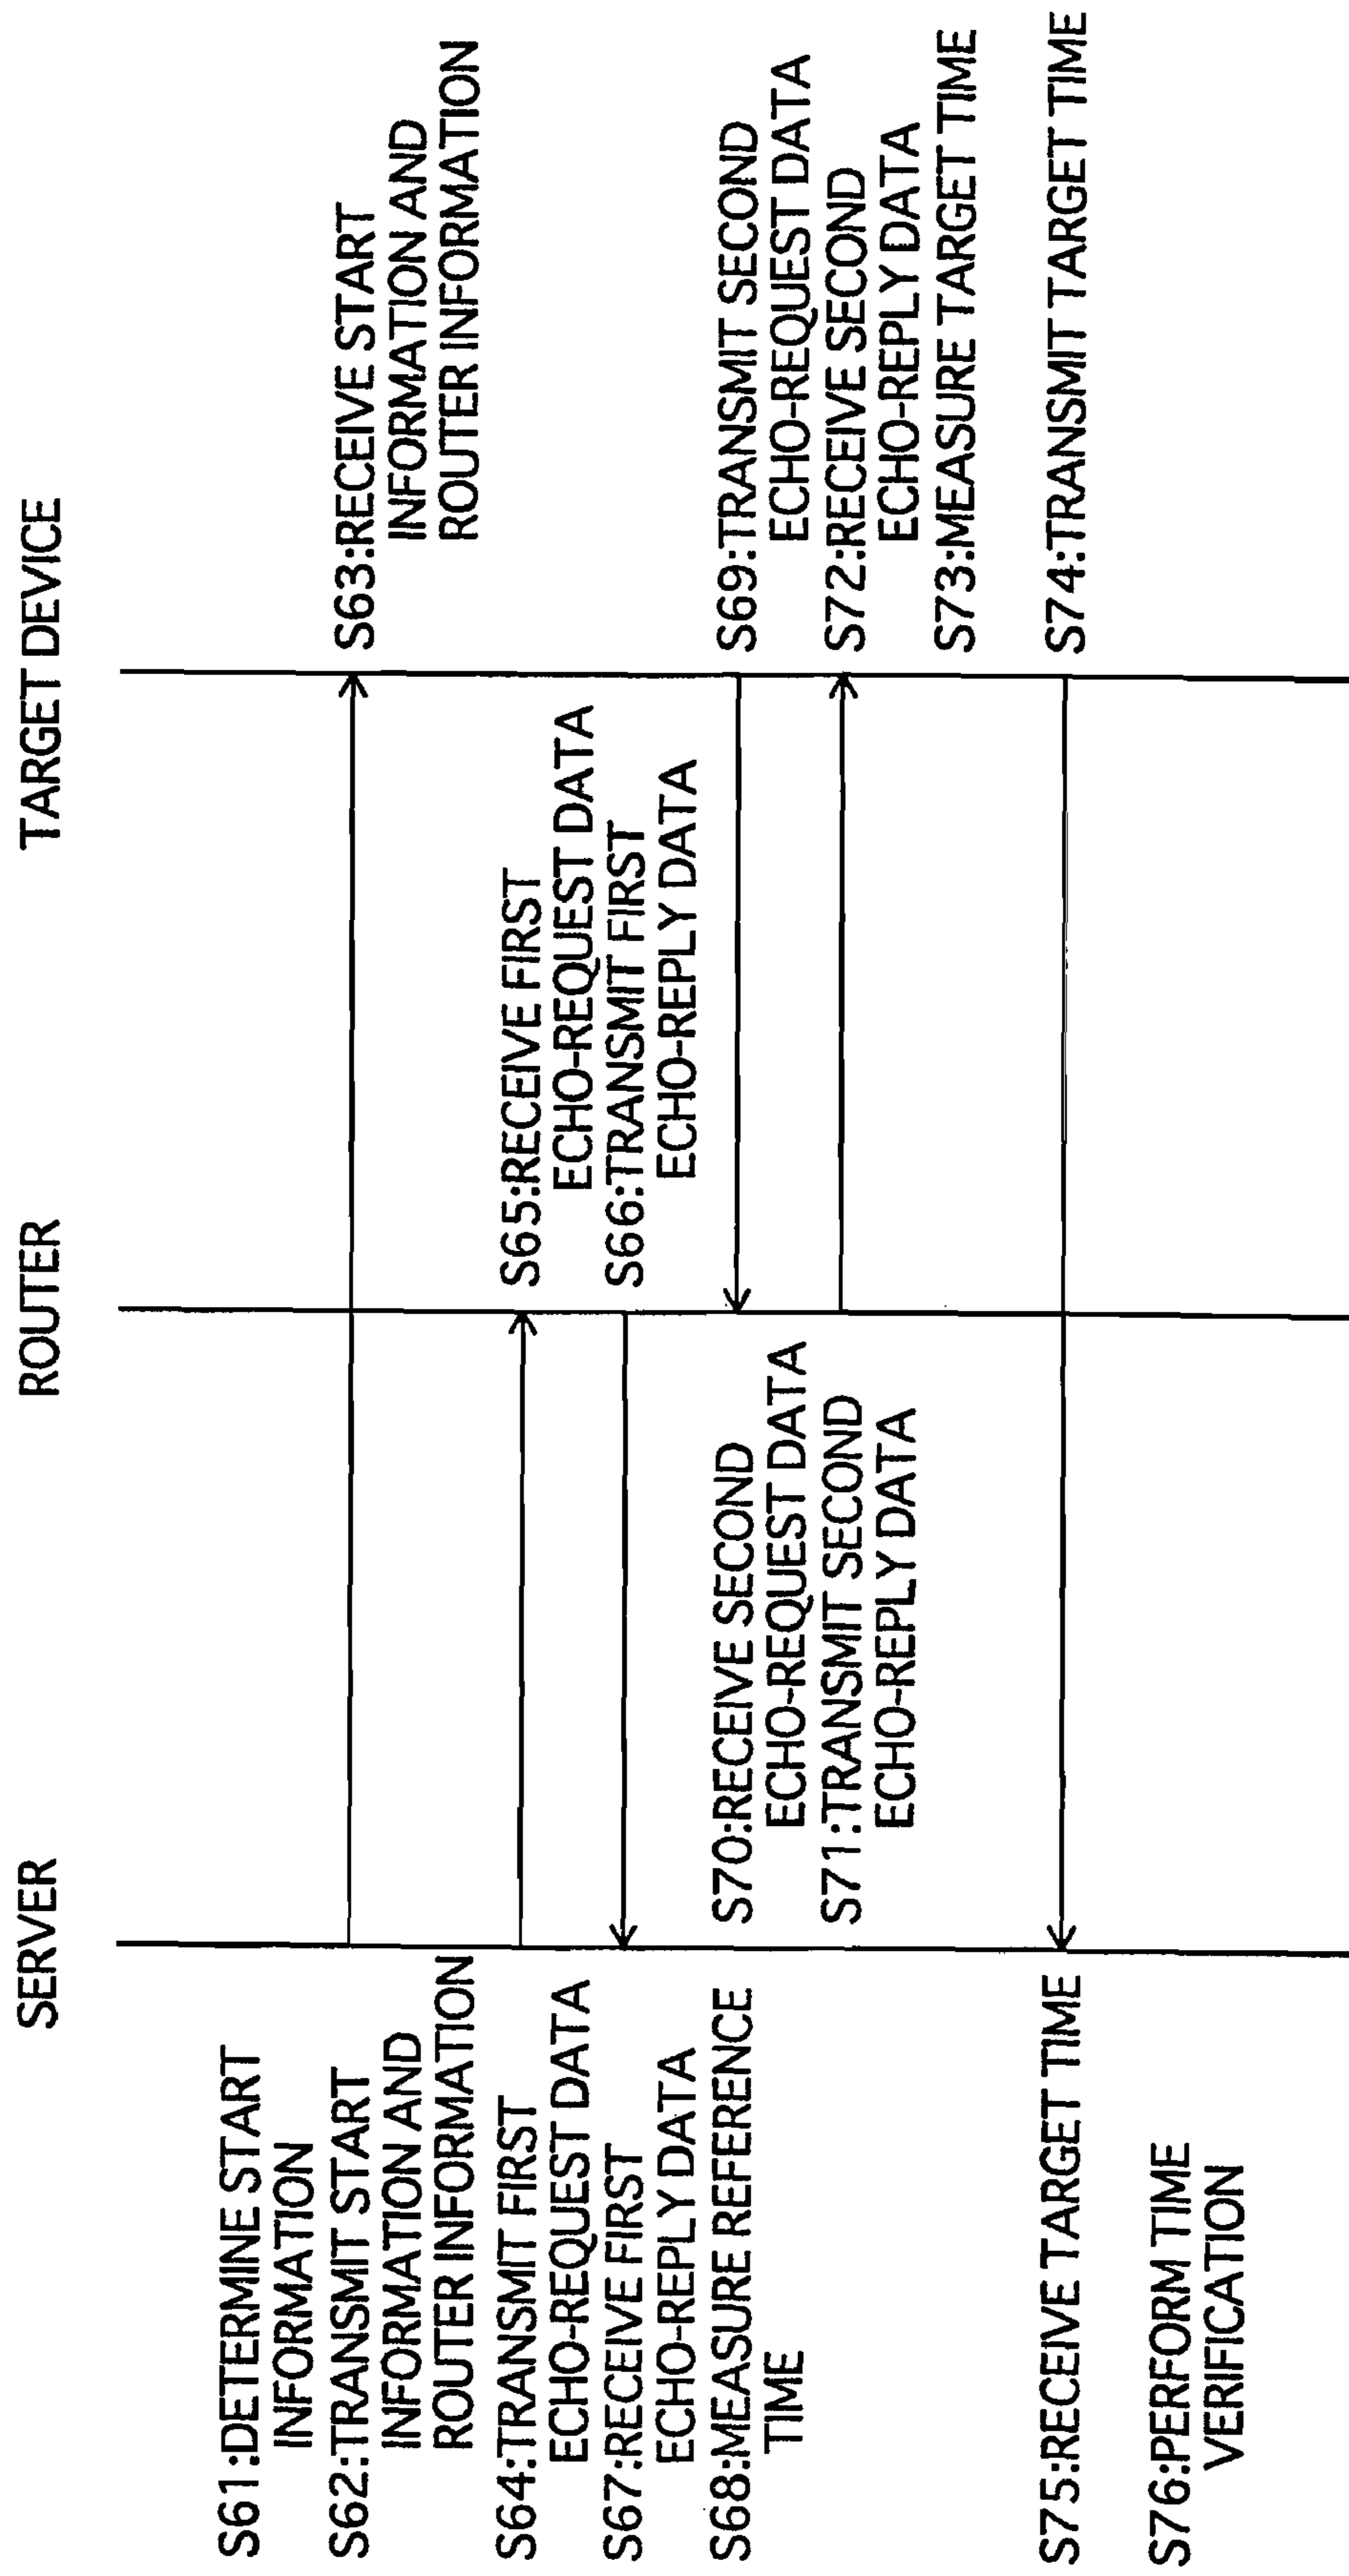 SERVER
ROUTER
TARGET DEVICE
S61:DETERMINE START
INFORMATION
S62:TRANSMIT START
INFORMATION AND
ROUTER INFORMATION
S63:RECEIVE START
INFORMATION AND
ROUTER INFORMATION
S64:TRANSMIT FIRST
ECHO-REQUEST DATA
S65:RECEIVE FIRST
ECHO-REQUEST DATA
S66:TRANSMIT FIRST
ECHO-REPLY DATA
S67:RECEIVE FIRST
ECHO-REPLY DATA
S68:MEASURE REFERENCE
TIME
S69:TRANSMIT SECOND
ECHO-REQUEST DATA
S70:RECEIVE SECOND
ECHO-REQUEST DATA
S71:TRANSMIT SECOND
ECHO-REPLY DATA
S72:RECEIVE SECOND
ECHO-REPLY DATA
S73:MEASURE TARGET TIME
S74:TRANSMIT TARGET TIME
S75:RECEIVE TARGET TIME
S76:PERFORM TIME
VERIFICATION